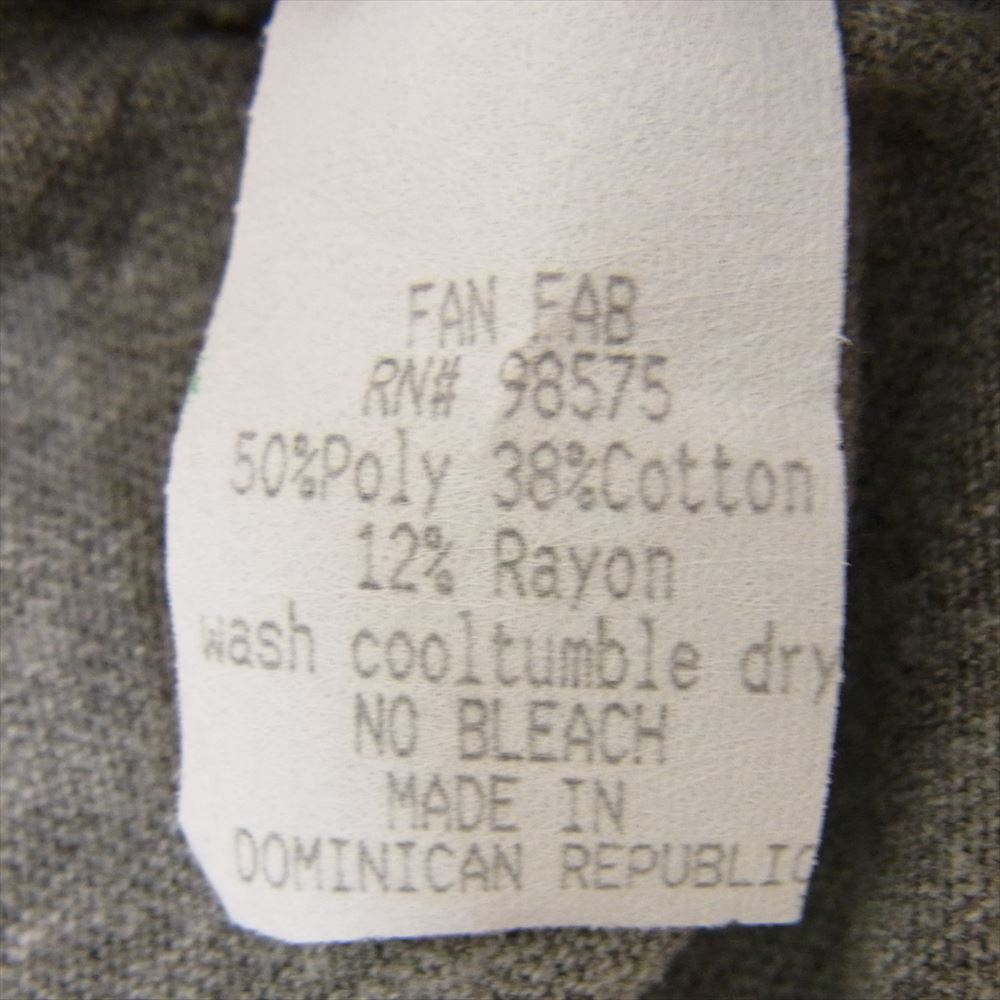 FAN FAB
RN# 98575
50%Poly 38%Cotton
12% Rayon
wash cooltumble dry
NO BLEACH
MADE IN
DOMINICAN REPUBLIC